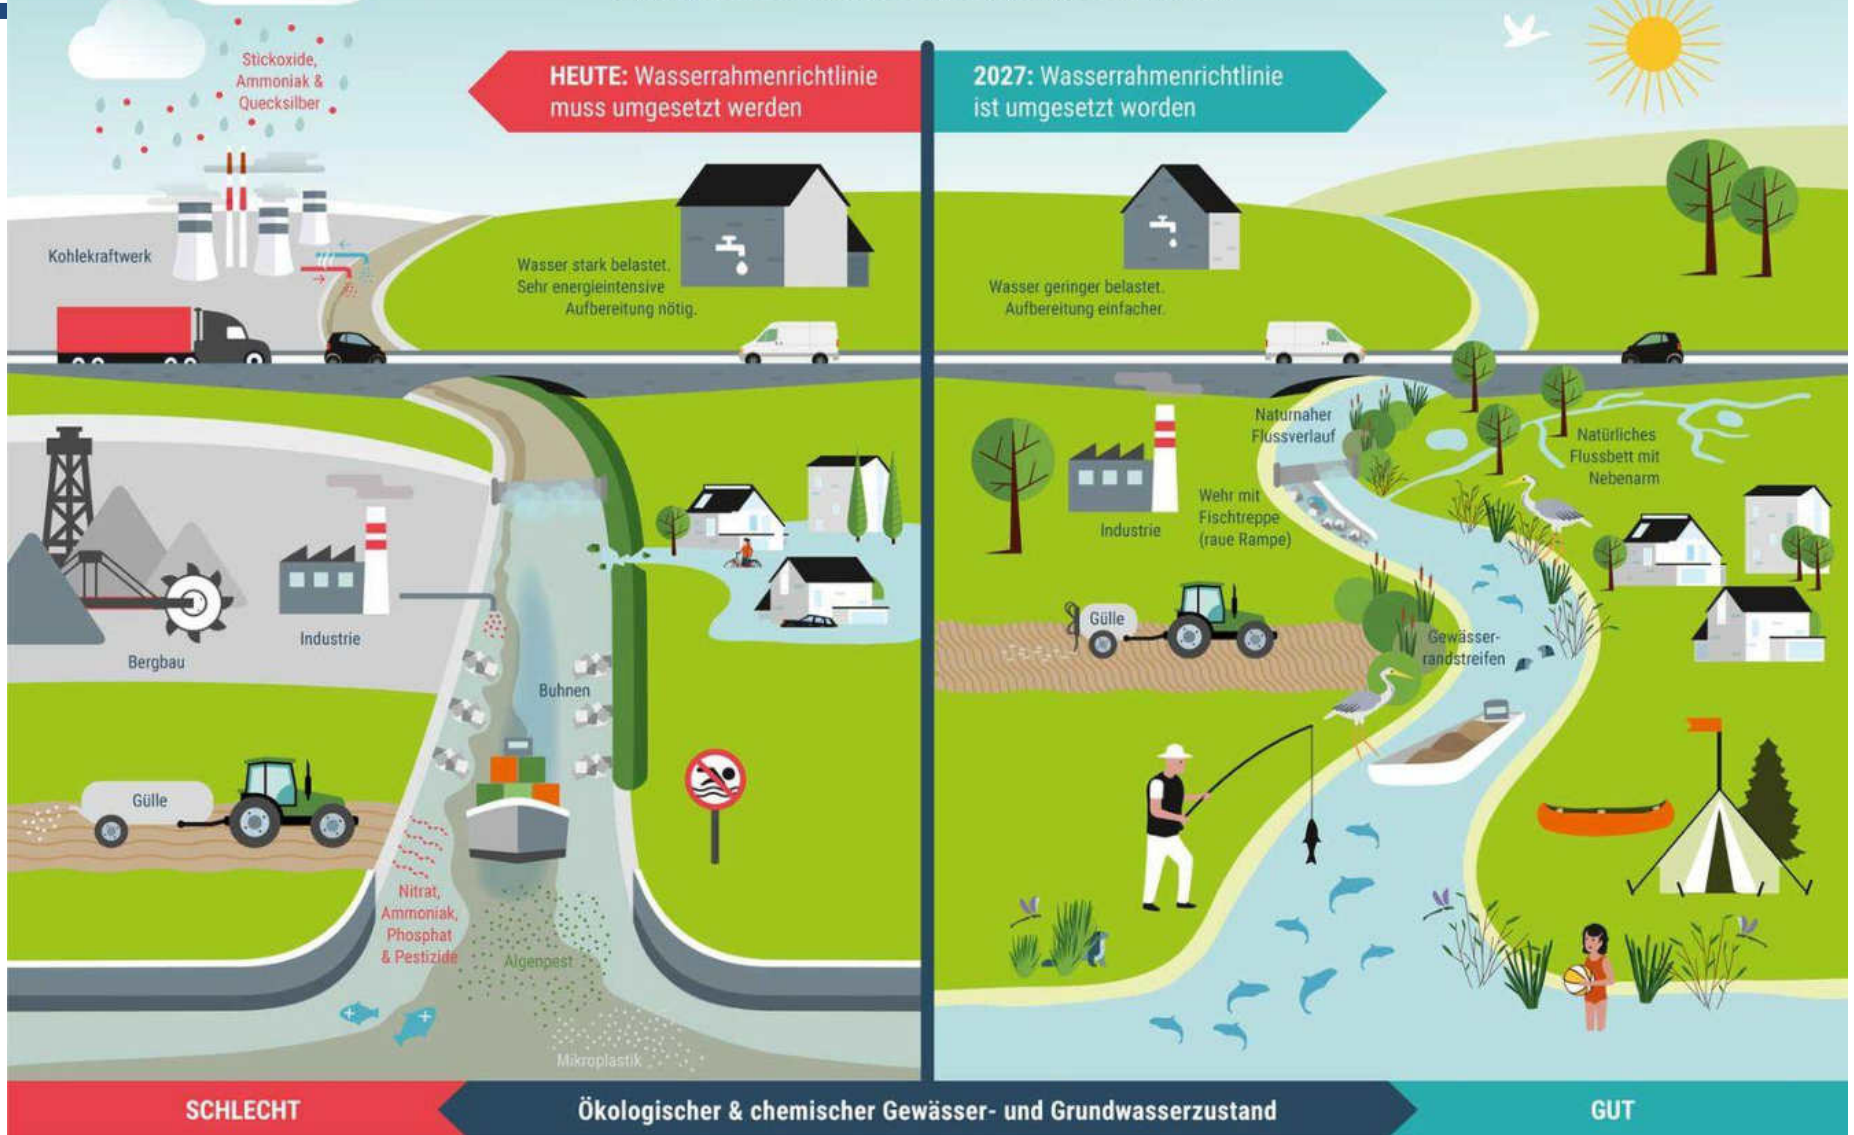 Stickoxide,
Ammoniak &
Quecksilber
HEUTE: Wasserrahmenrichtlinie
muss umgesetzt werden
2027: Wasserrahmenrichtlinie
ist umgesetzt worden
Kohlekraftwerk
Wasser stark belastet.
Sehr energieintensive
Aufbereitung nötig.
Wasser geringer belastet.
Aufbereitung einfacher.
Bergbau
Industrie
Buhnen
Gülle
Nitrat,
Ammoniak,
Phosphat
& Pestizide
Algenpest
Mikroplastik
Naturnaher
Flussverlauf
Natürliches
Flussbett mit
Nebenarm
Industrie
Wehr mit
Fischtreppe
(raue Rampe)
Gülle
Gewässer-
randstreifen
SCHLECHT
Ökologischer & chemischer Gewässer- und Grundwasserzustand
GUT